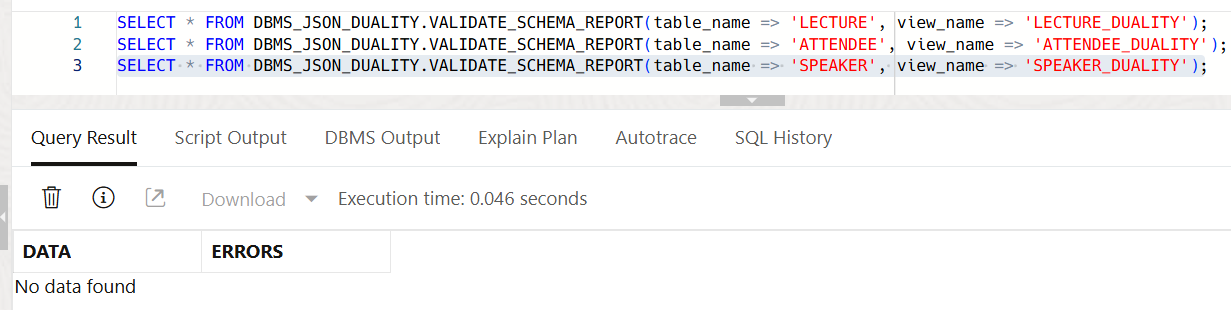 1 SELECT * FROM DBMS_JSON_DUALITY.VALIDATE_SCHEMA_REPORT(table_name => 'LECTURE', view_name => 'LECTURE_DUALITY');
2 SELECT * FROM DBMS_JSON_DUALITY.VALIDATE_SCHEMA_REPORT(table_name => 'ATTENDEE', view_name => 'ATTENDEE_DUALITY');
3 SELECT * FROM DBMS_JSON_DUALITY.VALIDATE_SCHEMA_REPORT(table_name => 'SPEAKER', view_name => 'SPEAKER_DUALITY');
Query Result Script Output DBMS Output Explain Plan Autotrace SQL History
Download Execution time: 0.046 seconds
DATA ERRORS
No data found